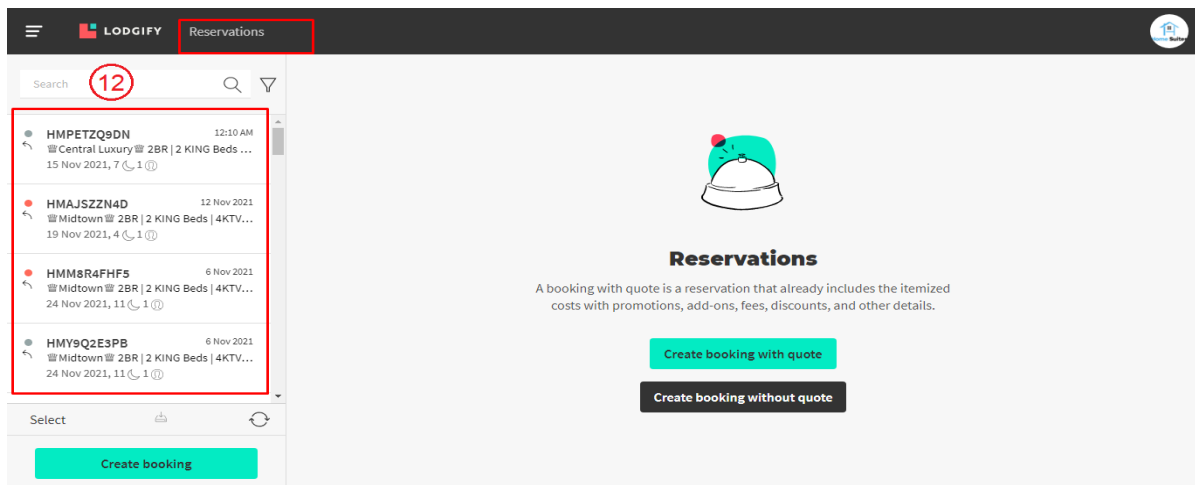 LODGIFY Reservations
Home Suites
Search 12
HMPETZQ9DN 12:10 AM
♕Central Luxury♕ 2BR | 2 KING Beds ...
15 Nov 2021, 7 1
HMAJSZZN4D 12 Nov 2021
♕Midtown♕ 2BR | 2 KING Beds | 4KTV...
19 Nov 2021, 4 1
HMM8R4FHF5 6 Nov 2021
♕Midtown♕ 2BR | 2 KING Beds | 4KTV...
24 Nov 2021, 11 1
HMY9Q2E3PB 6 Nov 2021
♕Midtown♕ 2BR | 2 KING Beds | 4KTV...
24 Nov 2021, 11 1
Select
Create booking
Reservations
A booking with quote is a reservation that already includes the itemized
costs with promotions, add-ons, fees, discounts, and other details.
Create booking with quote
Create booking without quote